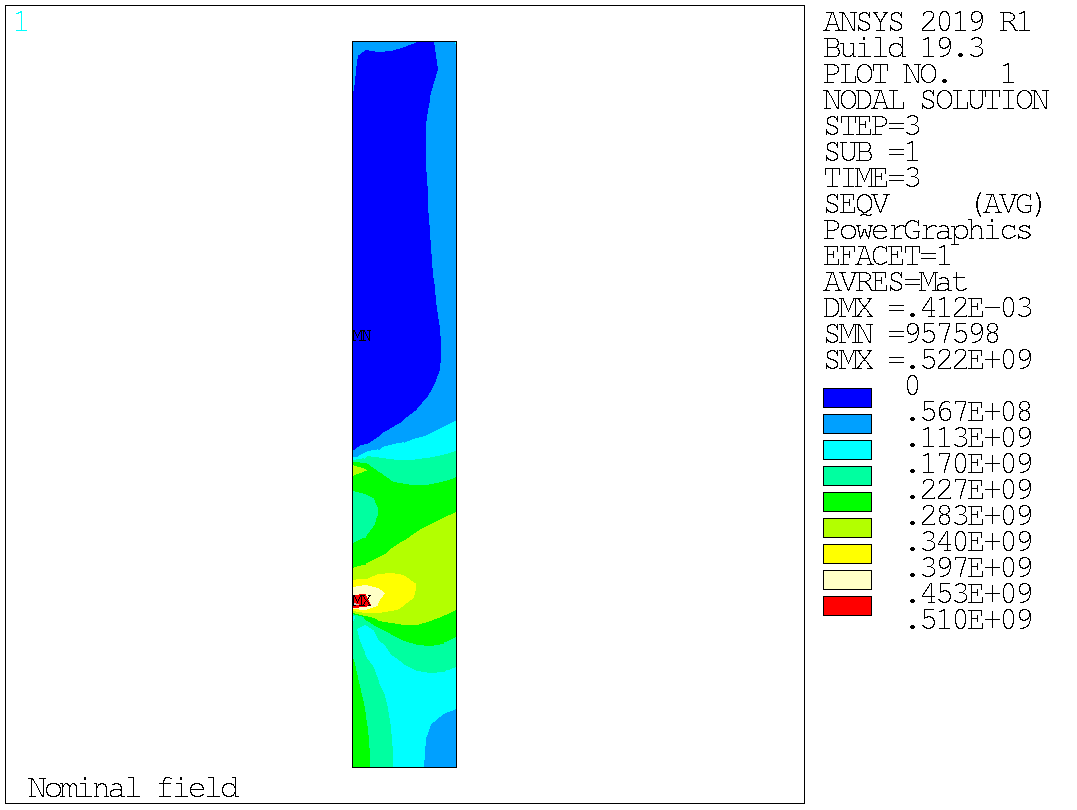 1
ANSYS 2019 R1
Build 19.3
PLOT NO. 1
NODAL SOLUTION
STEP=3
SUB =1
TIME=3
SEQV (AVG)
PowerGraphics
EFACET=1
AVRES=Mat
DMX =.412E-03
SMN =957598
SMX =.522E+09
0
.567E+08
.113E+09
.170E+09
.227E+09
.283E+09
.340E+09
.397E+09
.453E+09
.510E+09
MN
MX
Nominal field